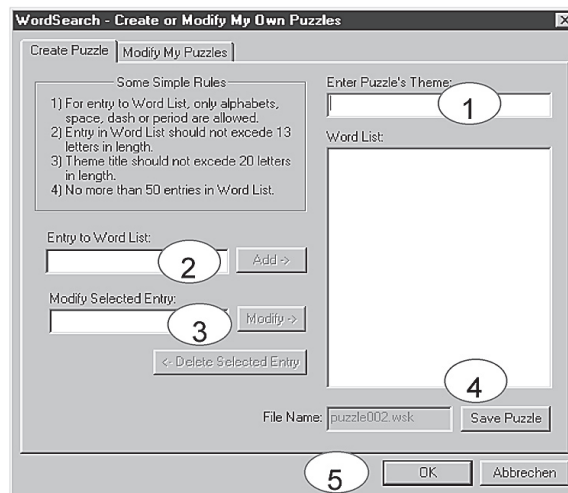 WordSearch - Create or Modify My Own Puzzles
Create Puzzle
Modify My Puzzles
Some Simple Rules
1) For entry to Word List, only alphabets,
space, dash or period are allowed.
2) Entry in Word List should not excede 13
letters in length.
3) Theme title should not excede 20 letters
in length.
4) No more than 50 entries in Word List.
Enter Puzzle's Theme:
1
Word List:
Entry to Word List:
2
Add ->
Modify Selected Entry:
3
Modify ->
<- Delete Selected Entry
4
File Name:
puzzle002.wsk
Save Puzzle
5
OK
Abbrechen